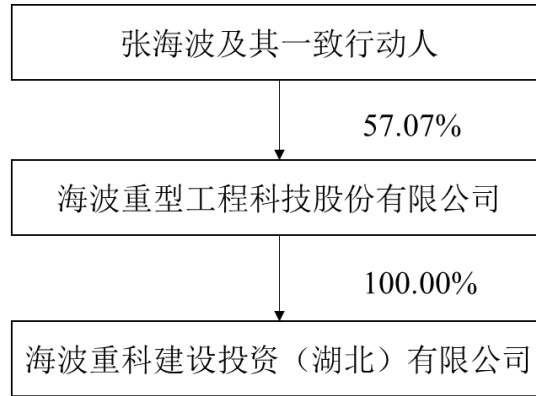 张海波及其一致行动人
57.07%
海波重型工程科技股份有限公司
100.00%
海波重科建设投资（湖北）有限公司